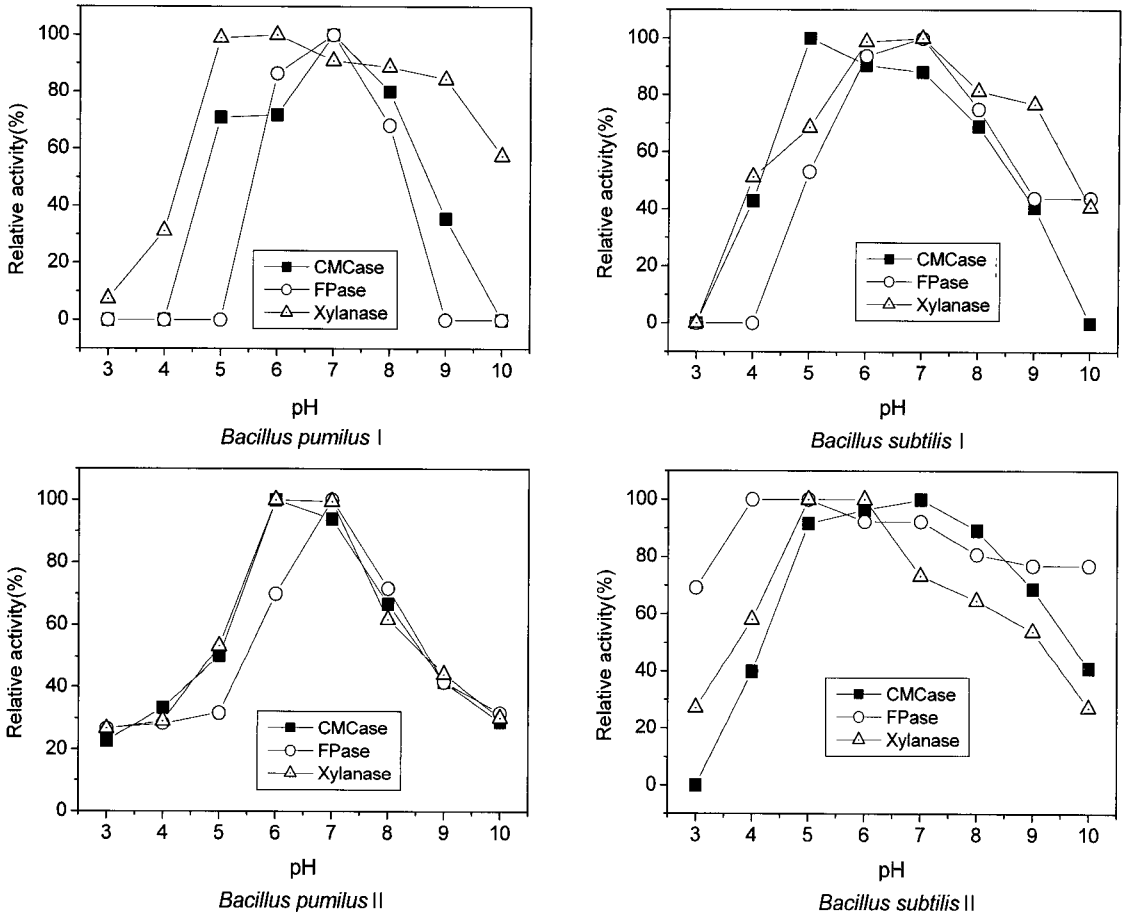 Relative activity(%)
100
80
60
40
20
0
CMCase
FPase
Xylanase
3 4 5 6 7 8 9 10
pH
Bacillus pumilus I
Relative activity(%)
100
80
60
40
20
0
CMCase
FPase
Xylanase
3 4 5 6 7 8 9 10
pH
Bacillus subtilis I
Relative activity(%)
100
80
60
40
20
0
CMCase
FPase
Xylanase
3 4 5 6 7 8 9 10
pH
Bacillus pumilus II
Relative activity(%)
100
80
60
40
20
0
CMCase
FPase
Xylanase
3 4 5 6 7 8 9 10
pH
Bacillus subtilis II